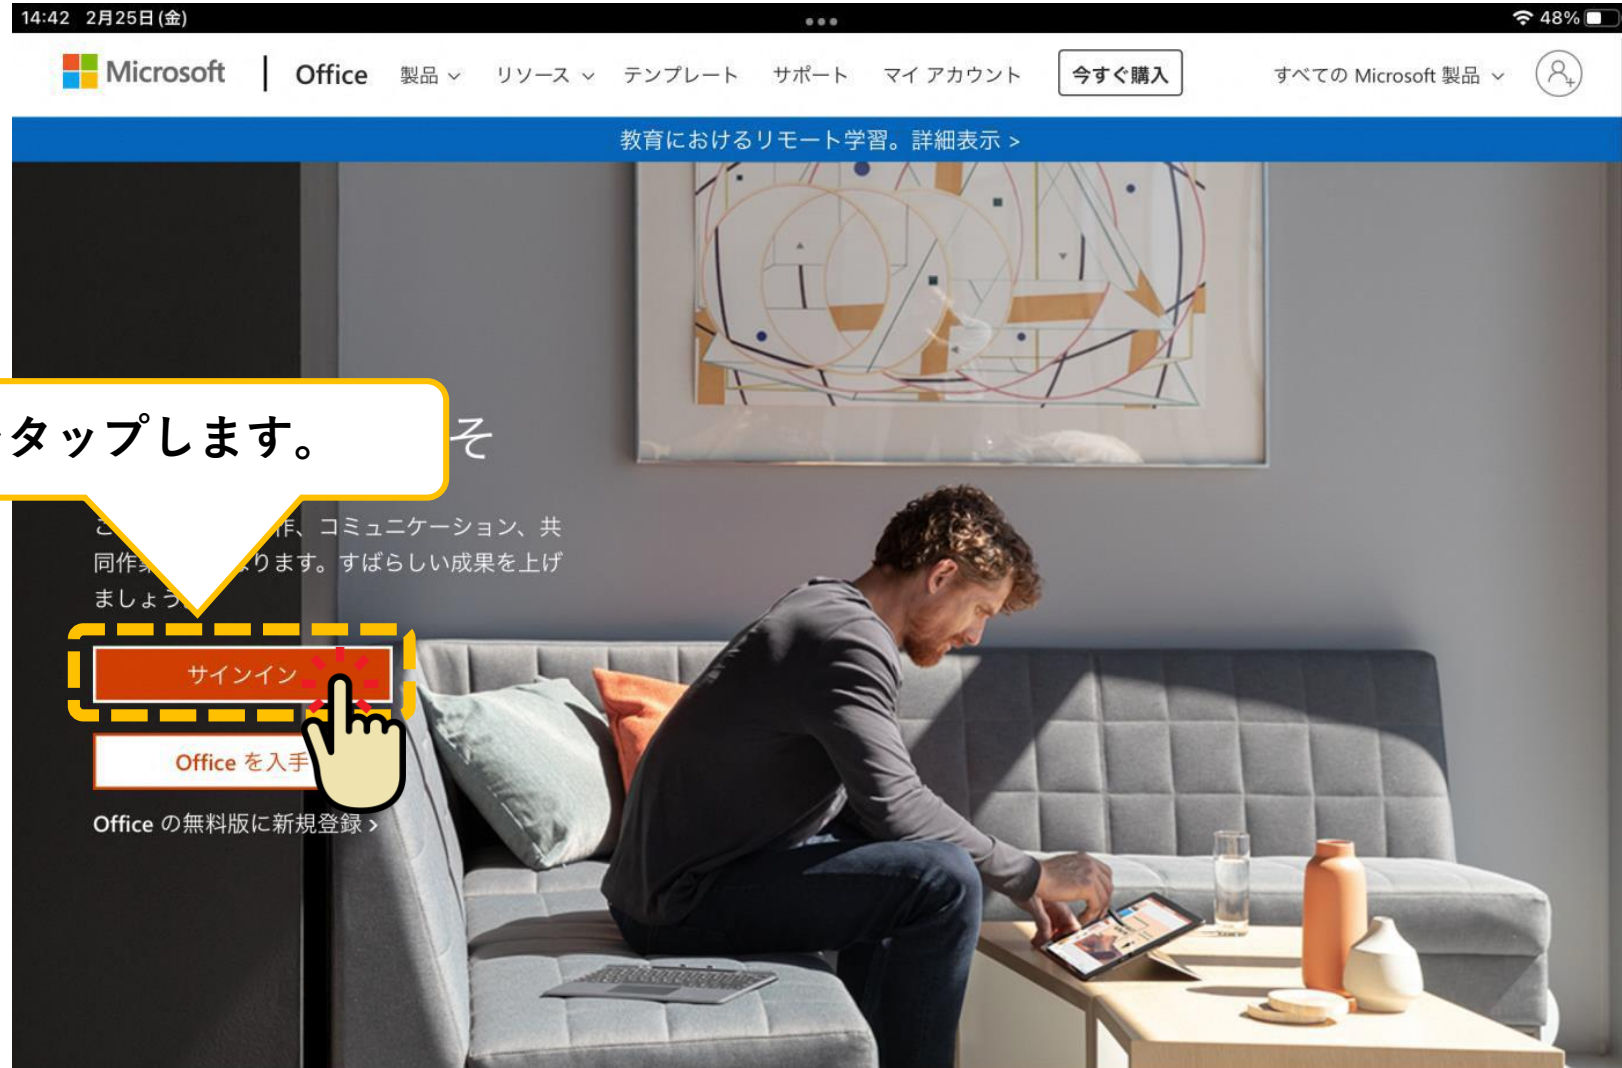 14:42 2月25日(金)
48%
Microsoft Office 製品 リソース テンプレート サポート マイ アカウント 今すぐ購入 すべての Microsoft 製品
教育におけるリモート学習。詳細表示 >
タップします。
そ
作、コミュニケーション、共
同作業 ります。すばらしい成果を上げ
ましょう
サインイン
Office を入手
Office の無料版に新規登録 >